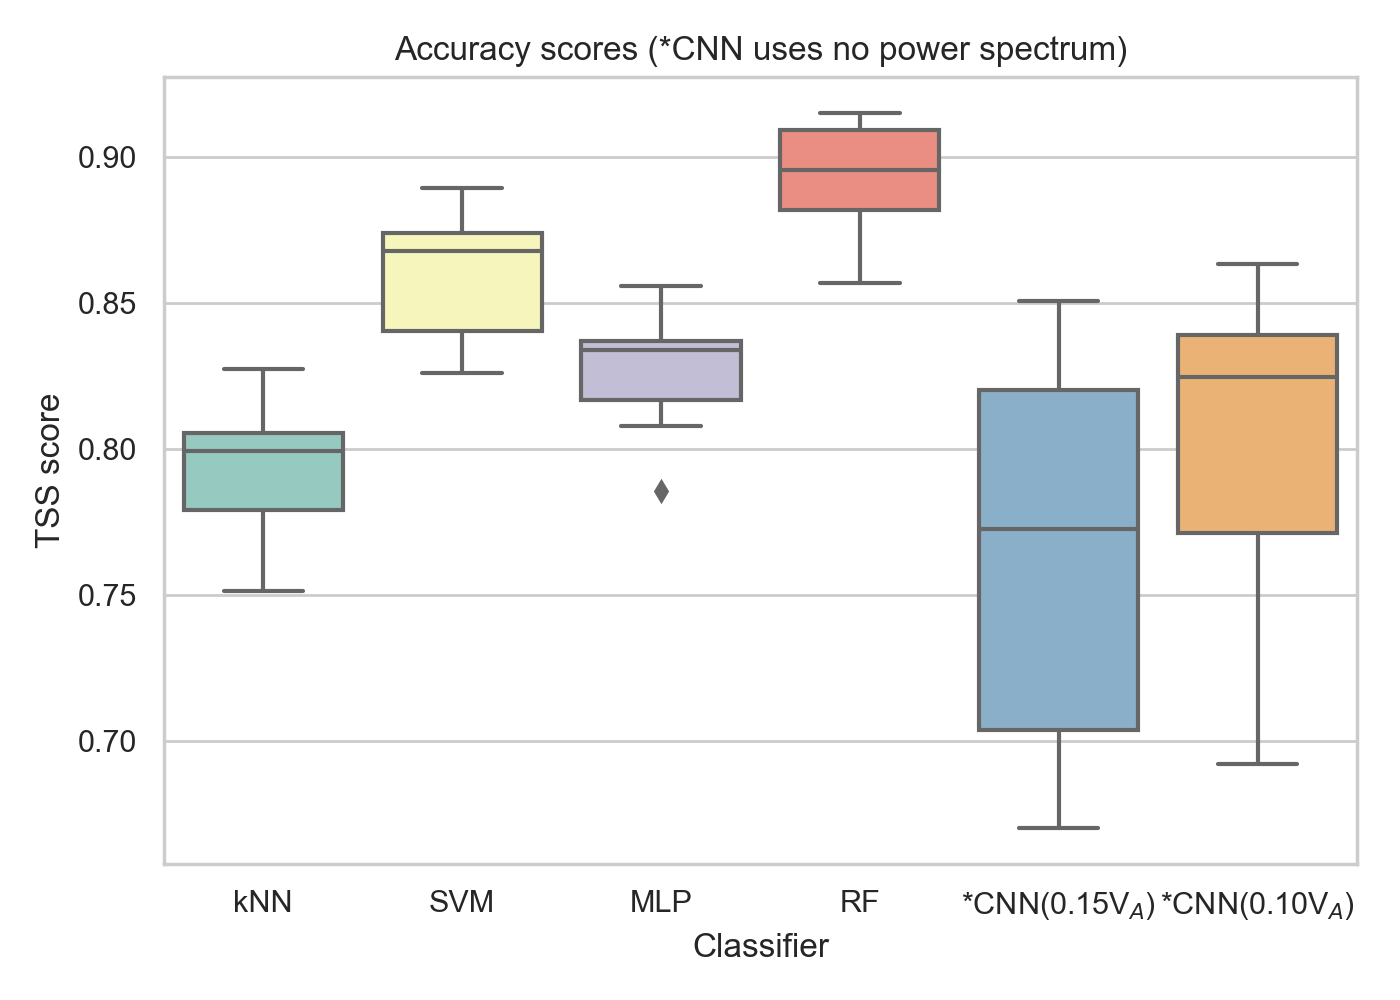 Accuracy scores (*CNN uses no power spectrum)
0.90
0.85
0.80
0.75
0.70
TSS score
kNN SVM MLP RF *CNN(0.15V_A) *CNN(0.10V_A)
Classifier